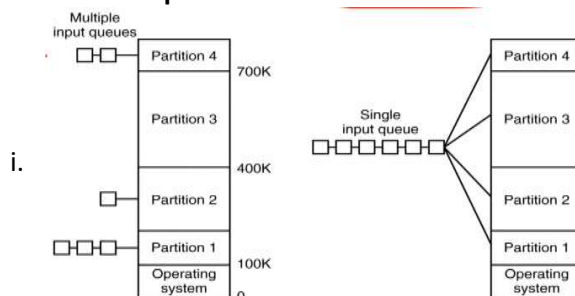 Multiple
input queues
Partition 4
700K
Partition 3
400K
Partition 2
Partition 1
100K
Operating
system
0
i.
Single
input queue
Partition 4
Partition 3
Partition 2
Partition 1
Operating
system